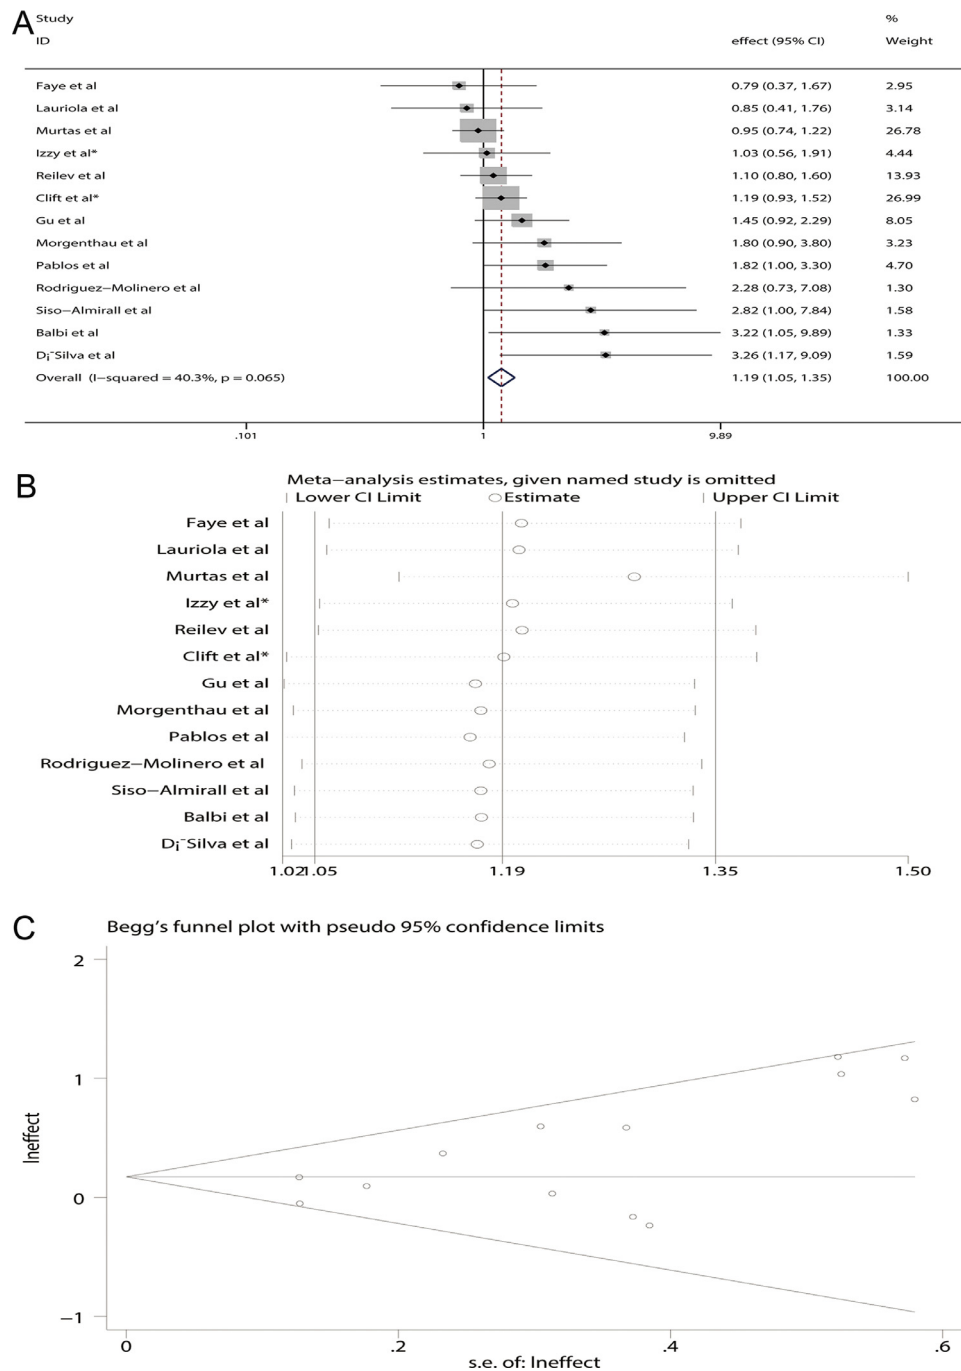 A
Study %
ID effect (95% CI) Weight
Faye et al 0.79 (0.37, 1.67) 2.95
Lauriola et al 0.85 (0.41, 1.76) 3.14
Murtas et al 0.95 (0.74, 1.22) 26.78
Izzy et al* 1.03 (0.56, 1.91) 4.44
Reilev et al 1.10 (0.80, 1.60) 13.93
Clift et al* 1.19 (0.93, 1.52) 26.99
Gu et al 1.45 (0.92, 2.29) 8.05
Morgenthau et al 1.80 (0.90, 3.80) 3.23
Pablos et al 1.82 (1.00, 3.30) 4.70
Rodriguez−Molinero et al 2.28 (0.73, 7.08) 1.30
Siso−Almirall et al 2.82 (1.00, 7.84) 1.58
Balbi et al 3.22 (1.05, 9.89) 1.33
D¡¯Silva et al 3.26 (1.17, 9.09) 1.59
Overall (I−squared = 40.3%, p = 0.065) 1.19 (1.05, 1.35) 100.00
.101 1 9.89
B
Meta−analysis estimates, given named study is omitted
Lower CI Limit Estimate Upper CI Limit
Faye et al
Lauriola et al
Murtas et al
Izzy et al*
Reilev et al
Clift et al*
Gu et al
Morgenthau et al
Pablos et al
Rodriguez−Molinero et al
Siso−Almirall et al
Balbi et al
D¡¯Silva et al
1.02 1.05 1.19 1.35 1.50
C
Begg's funnel plot with pseudo 95% confidence limits
lneffect
2
1
0
−1
0 .2 .4 .6
s.e. of: lneffect